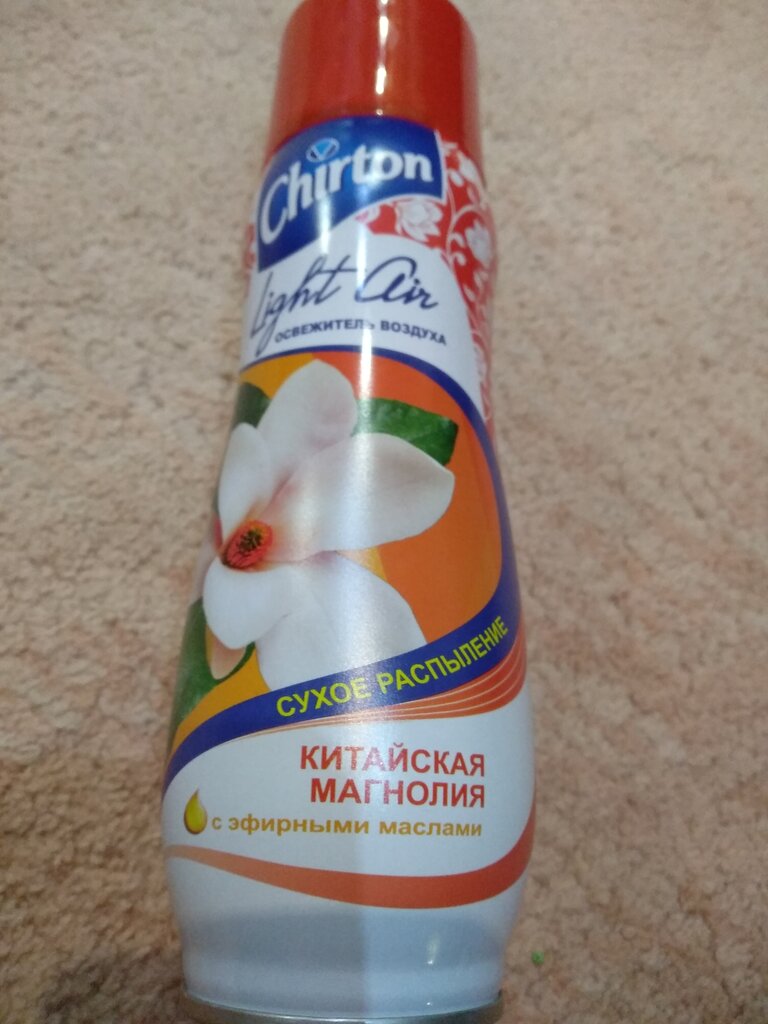 Chirton
Light Air
ОСВЕЖИТЕЛЬ ВОЗДУХА
СУХОЕ РАСПЫЛЕНИЕ
КИТАЙСКАЯ
МАГНОЛИЯ
с эфирными маслами